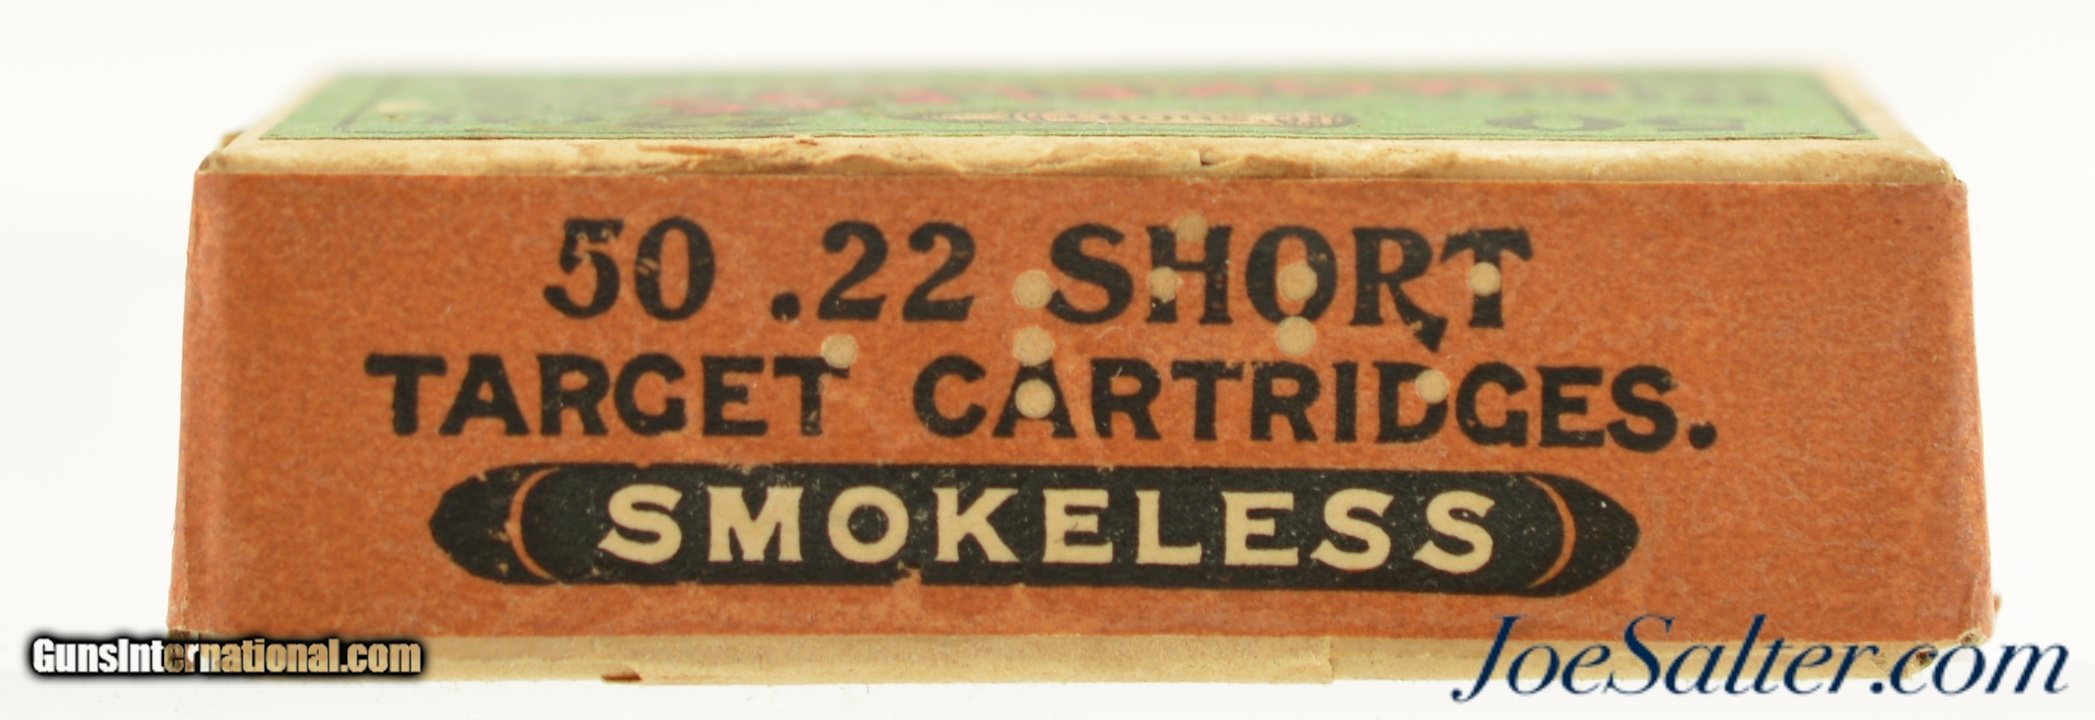 50 .22 SHORT
TARGET CARTRIDGES.
SMOKELESS
GunsInternational.com
JoeSalter.com